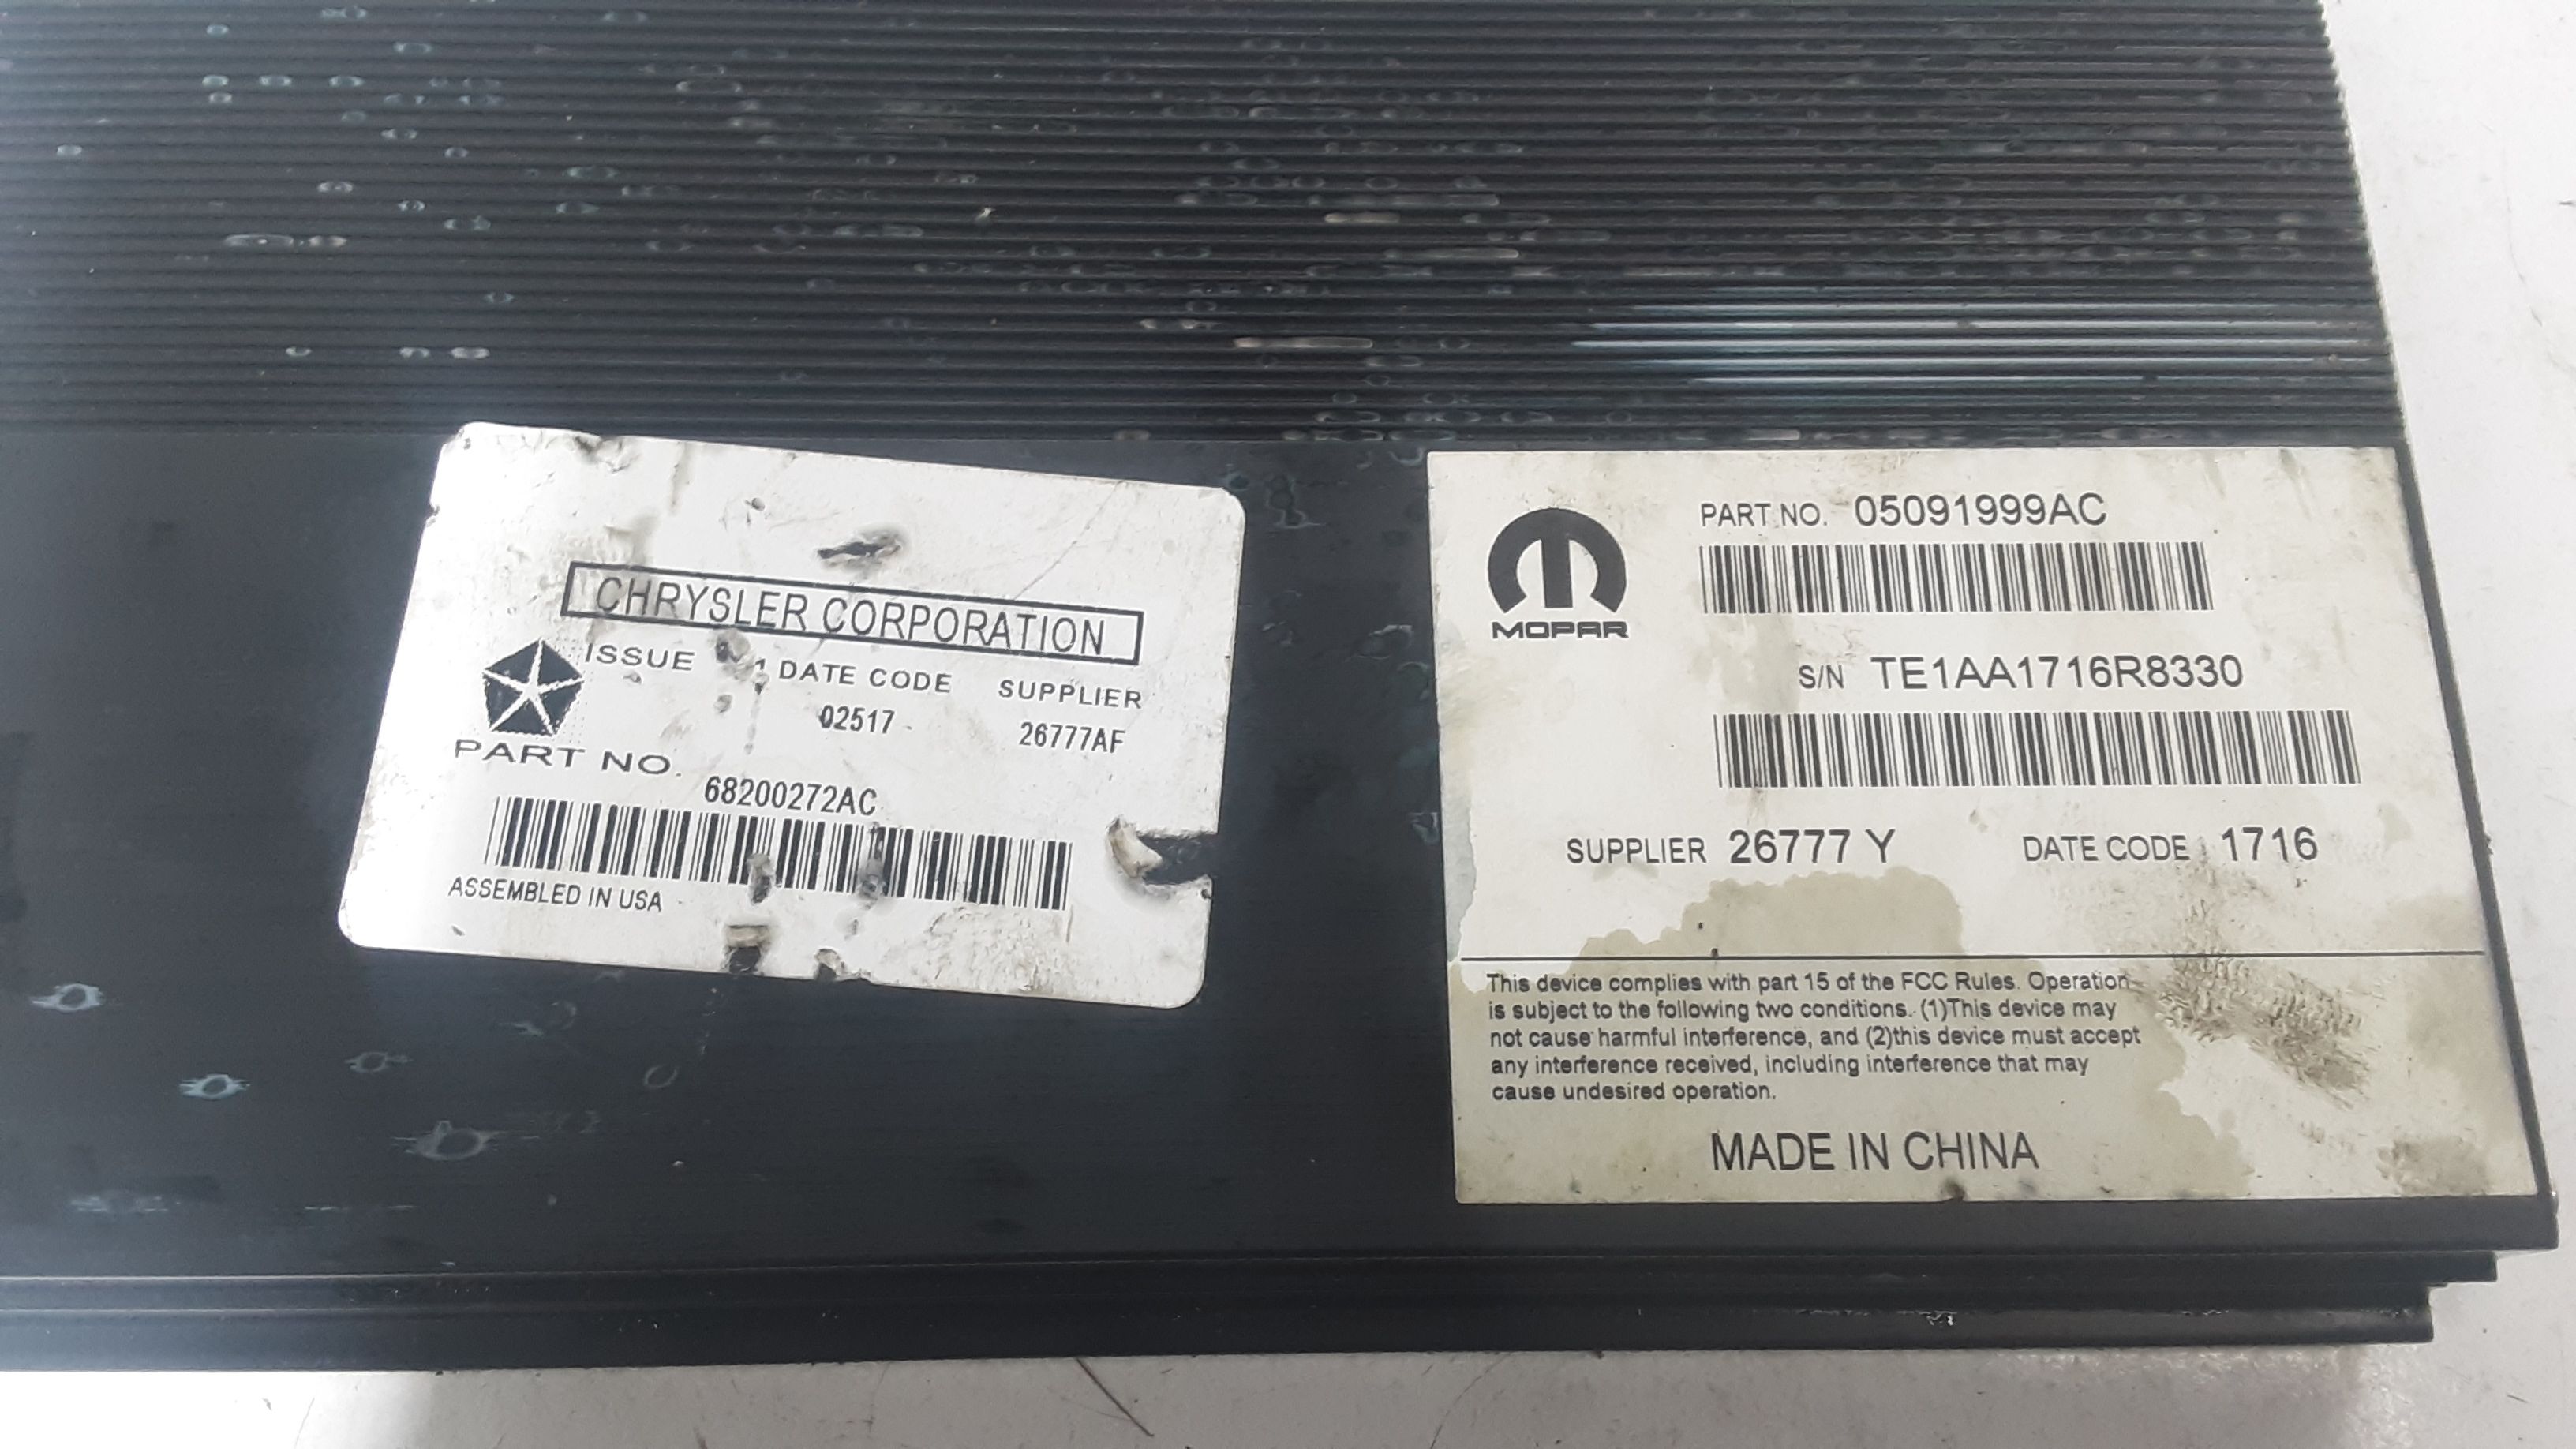 CHRYSLER CORPORATION
ISSUE DATE CODE SUPPLIER
02517 26777AF
PART NO.
68200272AC
ASSEMBLED IN USA
MOPAR
PART NO. 05091999AC
S/N TE1AA1716R8330
SUPPLIER 26777 Y DATE CODE 1716
This device complies with part 15 of the FCC Rules. Operation
is subject to the following two conditions. (1)This device may
not cause harmful interference, and (2)this device must accept
any interference received, including interference that may
cause undesired operation.
MADE IN CHINA